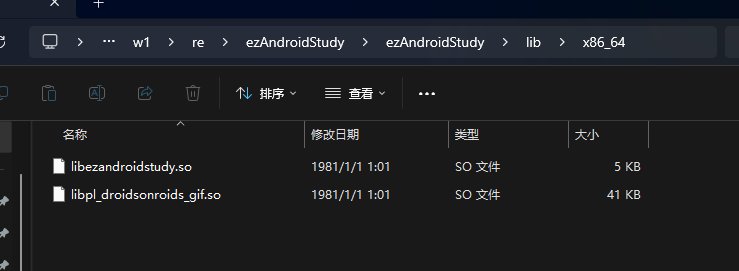 ··· > w1 > re > ezAndroidStudy > ezAndroidStudy > lib > x86_64
排序 查看 ···
名称 修改日期 类型 大小
libezandroidstudy.so 1981/1/1 1:01 SO 文件 5 KB
libpl_droidsonroids_gif.so 1981/1/1 1:01 SO 文件 41 KB